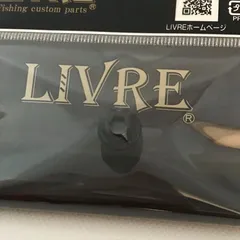 fishing custom parts®
LIVREホームページ
LIVRE®